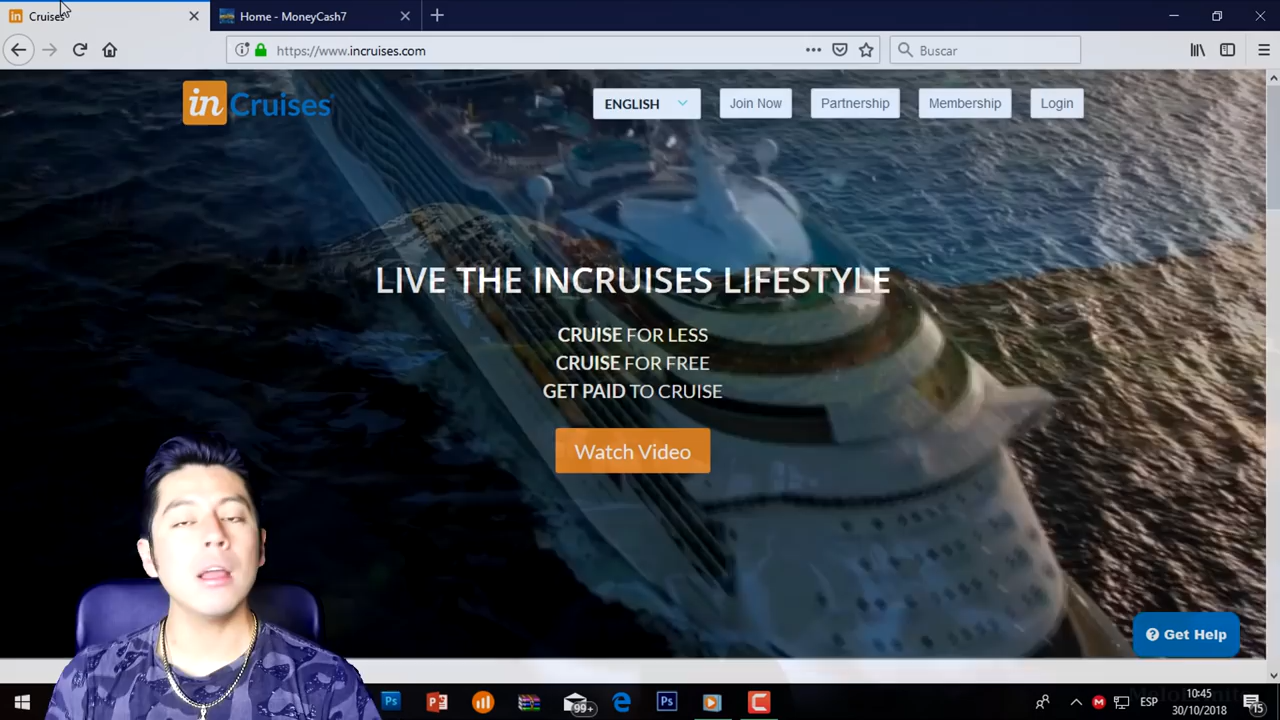 Cruises
Home - MoneyCash7
https://www.incruises.com
Buscar
in Cruises
ENGLISH
Join Now
Partnership
Membership
Login
LIVE THE INCRUISES LIFESTYLE
CRUISE FOR LESS
CRUISE FOR FREE
GET PAID TO CRUISE
Watch Video
Get Help
99+
ESP
10:45
30/10/2018
15